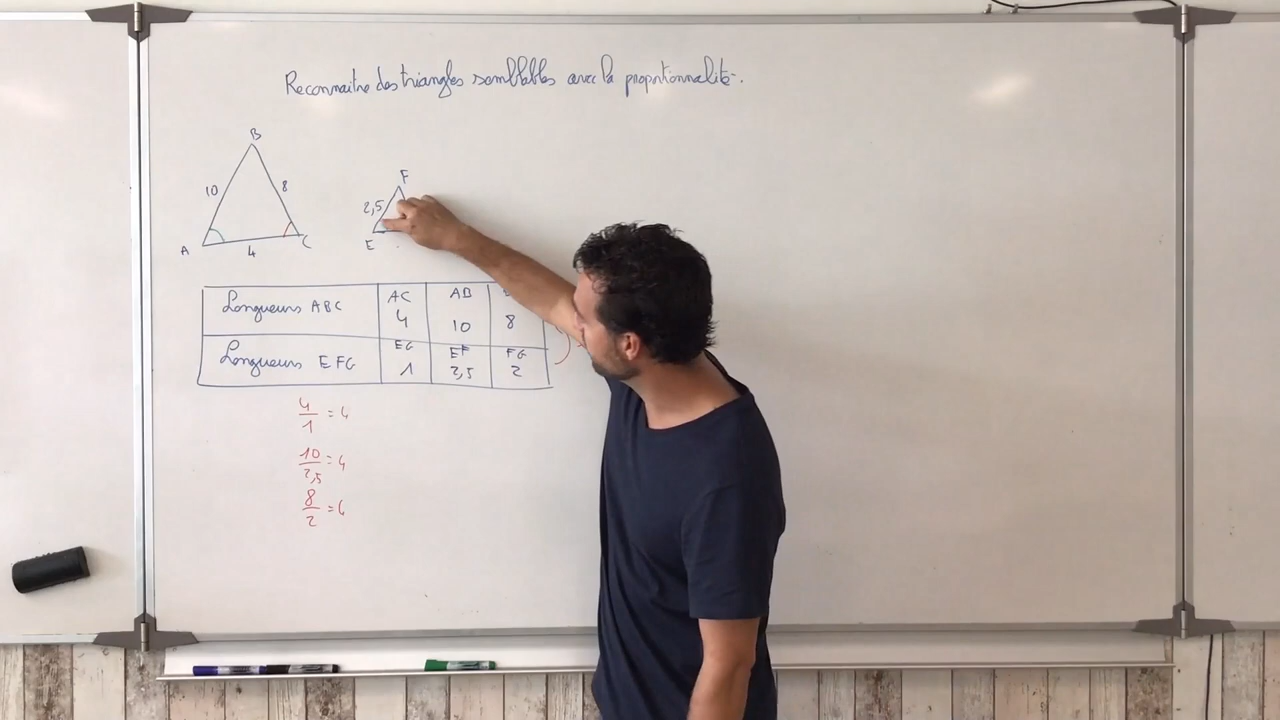 Reconnaitre des triangles semblables avec la proportionnalité.
B
10
8
A
4
C
F
2,5
E
Longueurs ABC
AC
AB
4
10
8
Longueurs EFG
EG
EF
FG
1
2,5
2
4/1 = 4
10/2,5 = 4
8/2 = 4